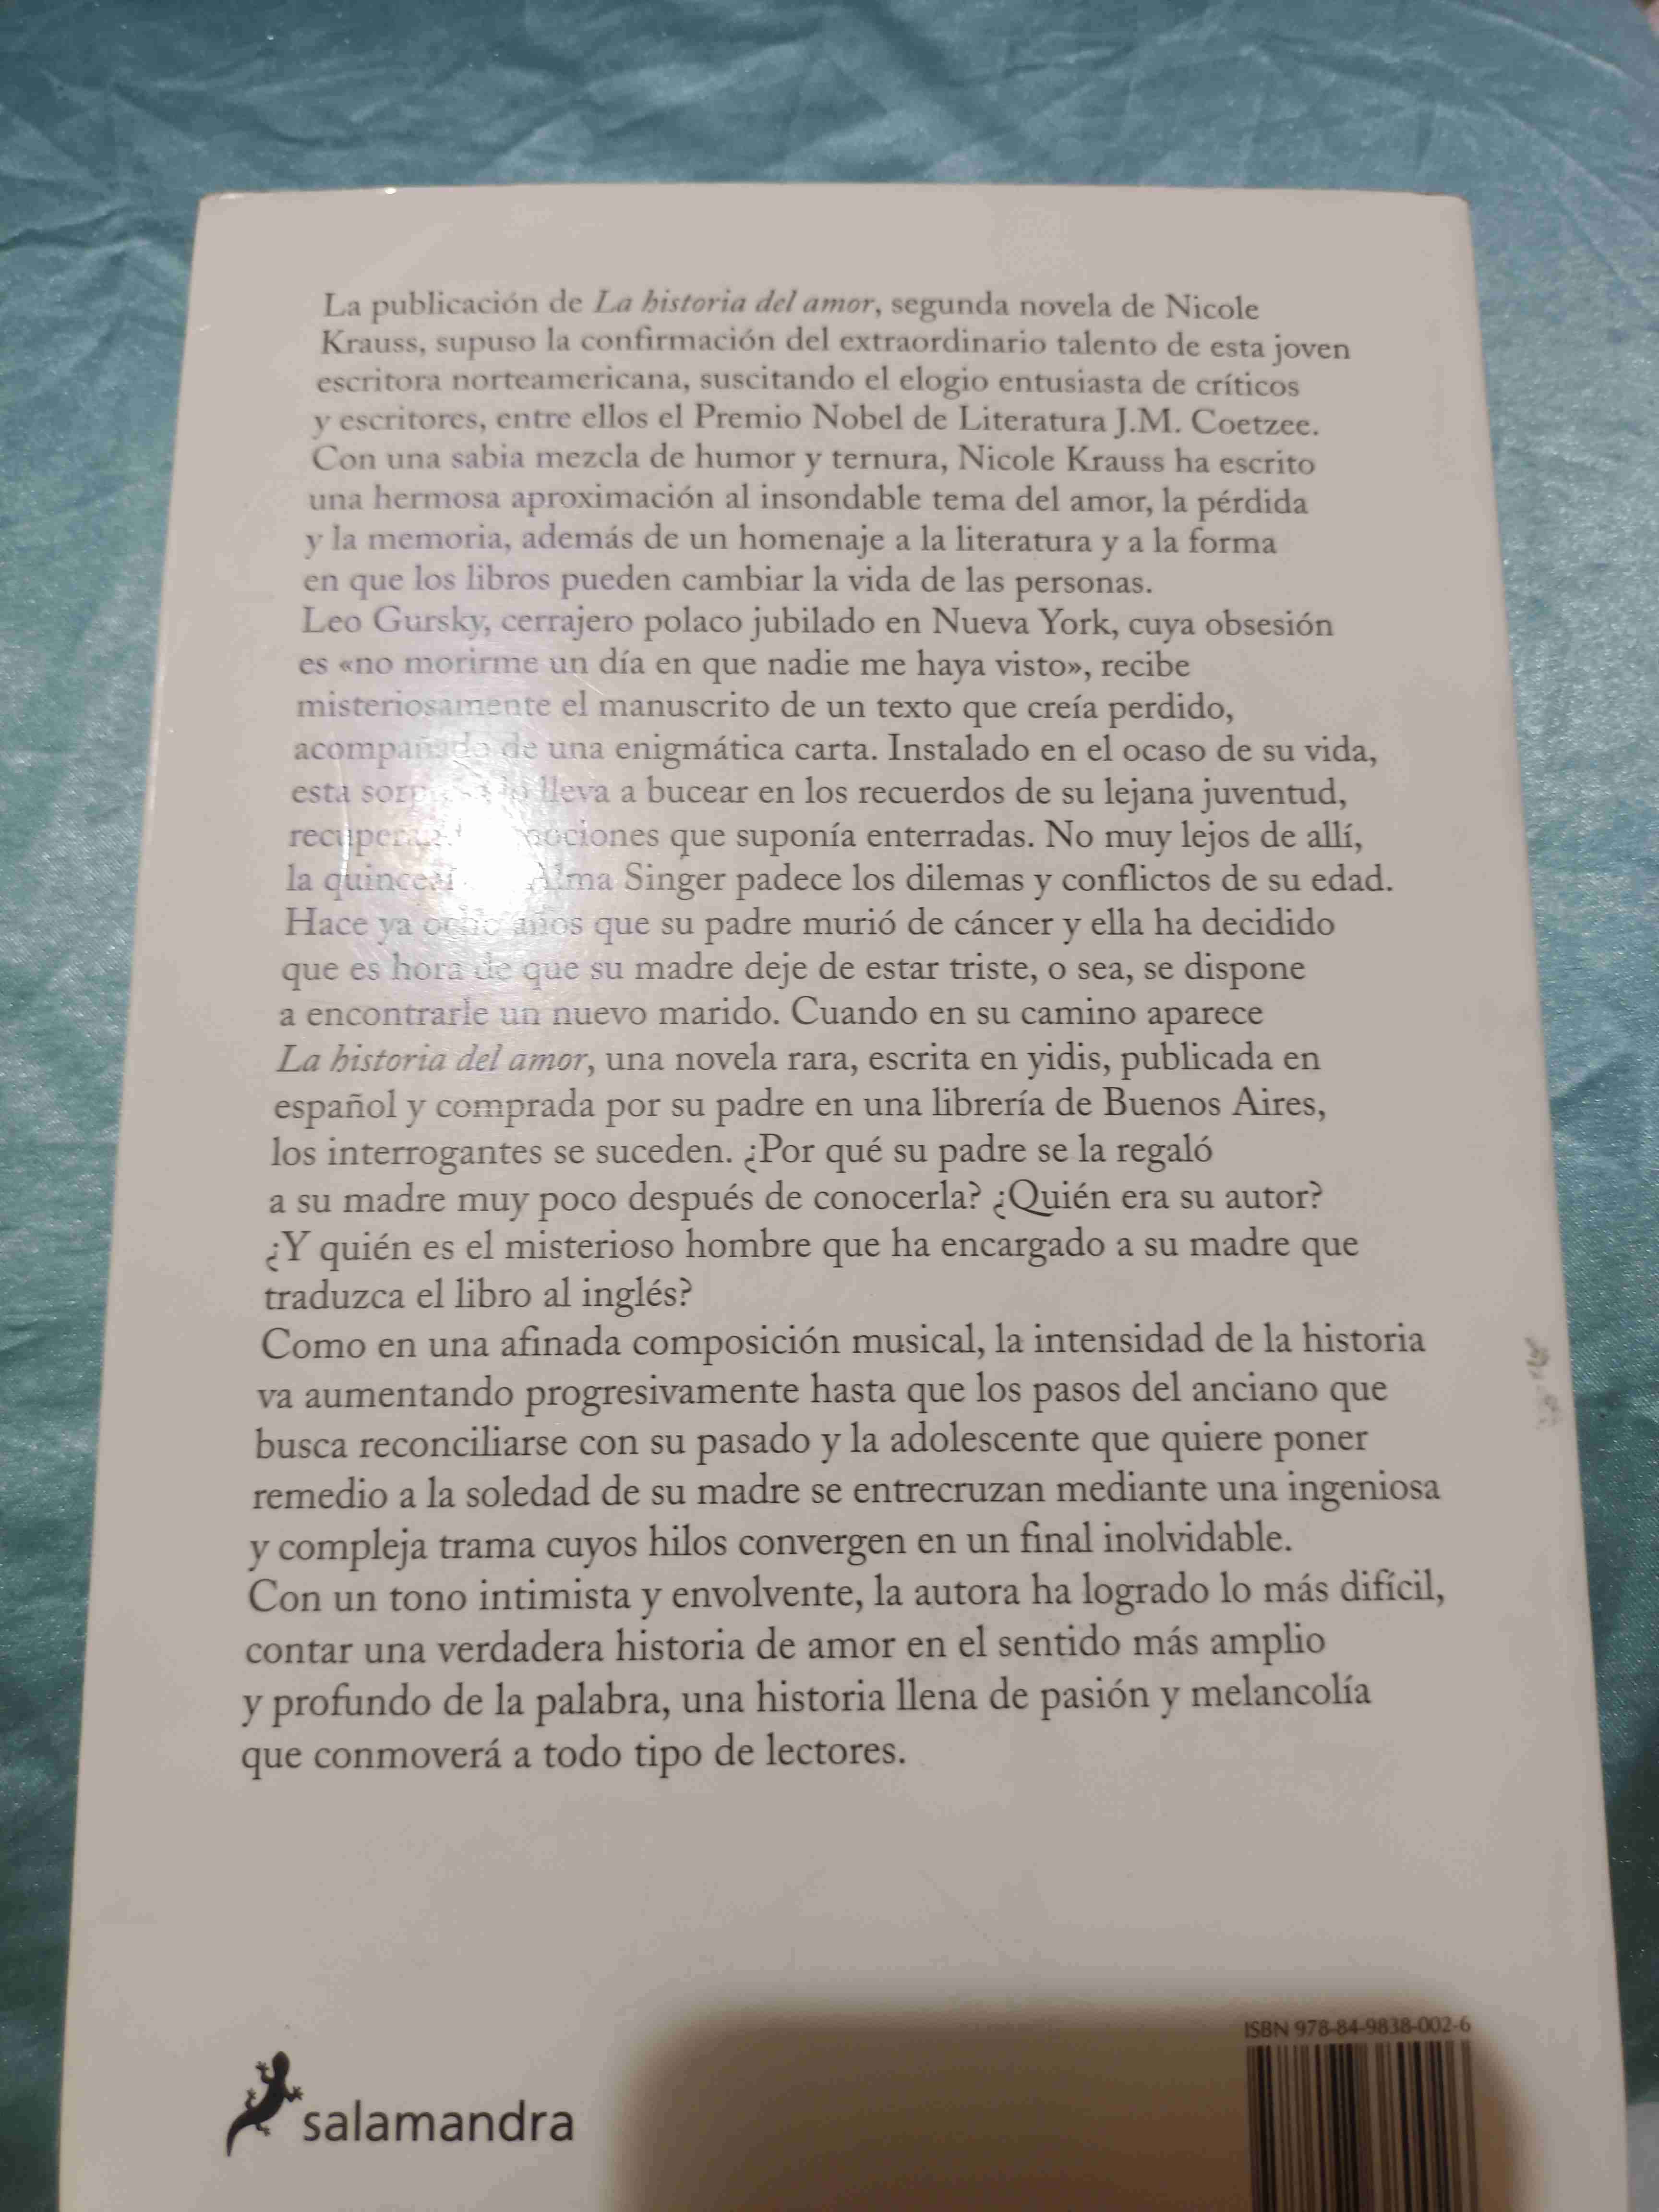 La publicación de La historia del amor, segunda novela de Nicole
Krauss, supuso la confirmación del extraordinario talento de esta joven
escritora norteamericana, suscitando el elogio entusiasta de críticos
y escritores, entre ellos el Premio Nobel de Literatura J.M. Coetzee.
Con una sabia mezcla de humor y ternura, Nicole Krauss ha escrito
una hermosa aproximación al insondable tema del amor, la pérdida
y la memoria, además de un homenaje a la literatura y a la forma
en que los libros pueden cambiar la vida de las personas.
Leo Gursky, cerrajero polaco jubilado en Nueva York, cuya obsesión
es «no morirme un día en que nadie me haya visto», recibe
misteriosamente el manuscrito de un texto que creía perdido,
acompañado de una enigmática carta. Instalado en el ocaso de su vida,
esta lleva a bucear en los recuerdos de su lejana juventud,
que suponía enterradas. No muy lejos de allí,
la Alma Singer padece los dilemas y conflictos de su edad.
Hace ya ocho años que su padre murió de cáncer y ella ha decidido
que es hora de que su madre deje de estar triste, o sea, se dispone
a encontrarle un nuevo marido. Cuando en su camino aparece
La historia del amor, una novela rara, escrita en yidis, publicada en
español y comprada por su padre en una librería de Buenos Aires,
los interrogantes se suceden. ¿Por qué su padre se la regaló
a su madre muy poco después de conocerla? ¿Quién era su autor?
¿Y quién es el misterioso hombre que ha encargado a su madre que
traduzca el libro al inglés?
Como en una afinada composición musical, la intensidad de la historia
va aumentando progresivamente hasta que los pasos del anciano que
busca reconciliarse con su pasado y la adolescente que quiere poner
remedio a la soledad de su madre se entrecruzan mediante una ingeniosa
y compleja trama cuyos hilos convergen en un final inolvidable.
Con un tono intimista y envolvente, la autora ha logrado lo más difícil,
contar una verdadera historia de amor en el sentido más amplio
y profundo de la palabra, una historia llena de pasión y melancolía
que conmoverá a todo tipo de lectores.
salamandra
ISBN 978-84-9838-002-6